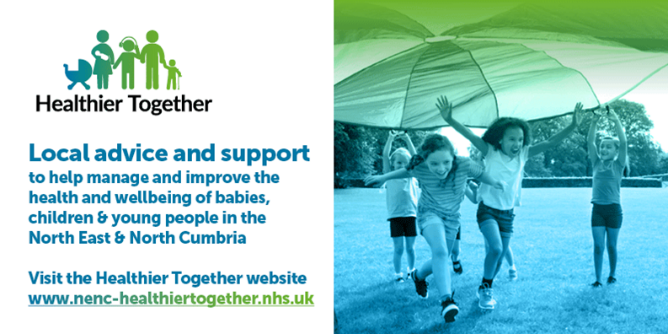 Healthier Together
Local advice and support
to help manage and improve the
health and wellbeing of babies,
children & young people in the
North East & North Cumbria
Visit the Healthier Together website
www.nenc-healthiertogether.nhs.uk